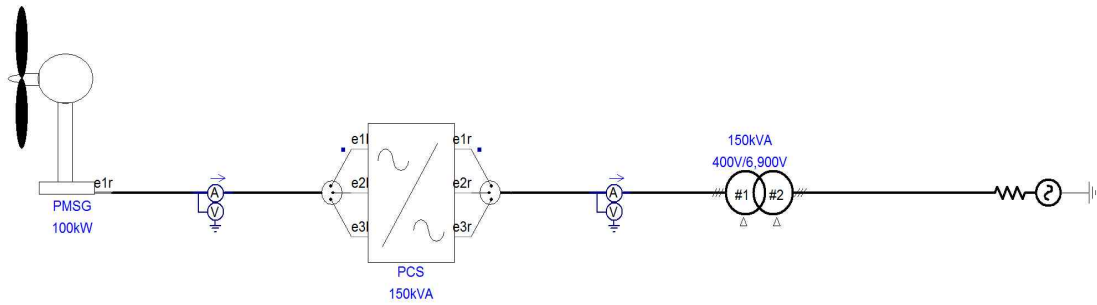 e1r
PMSG
100kW
A
V
e1l
e2l
e3l
e1r
e2r
e3r
PCS
150kVA
A
V
150kVA
400V/6,900V
#1
#2